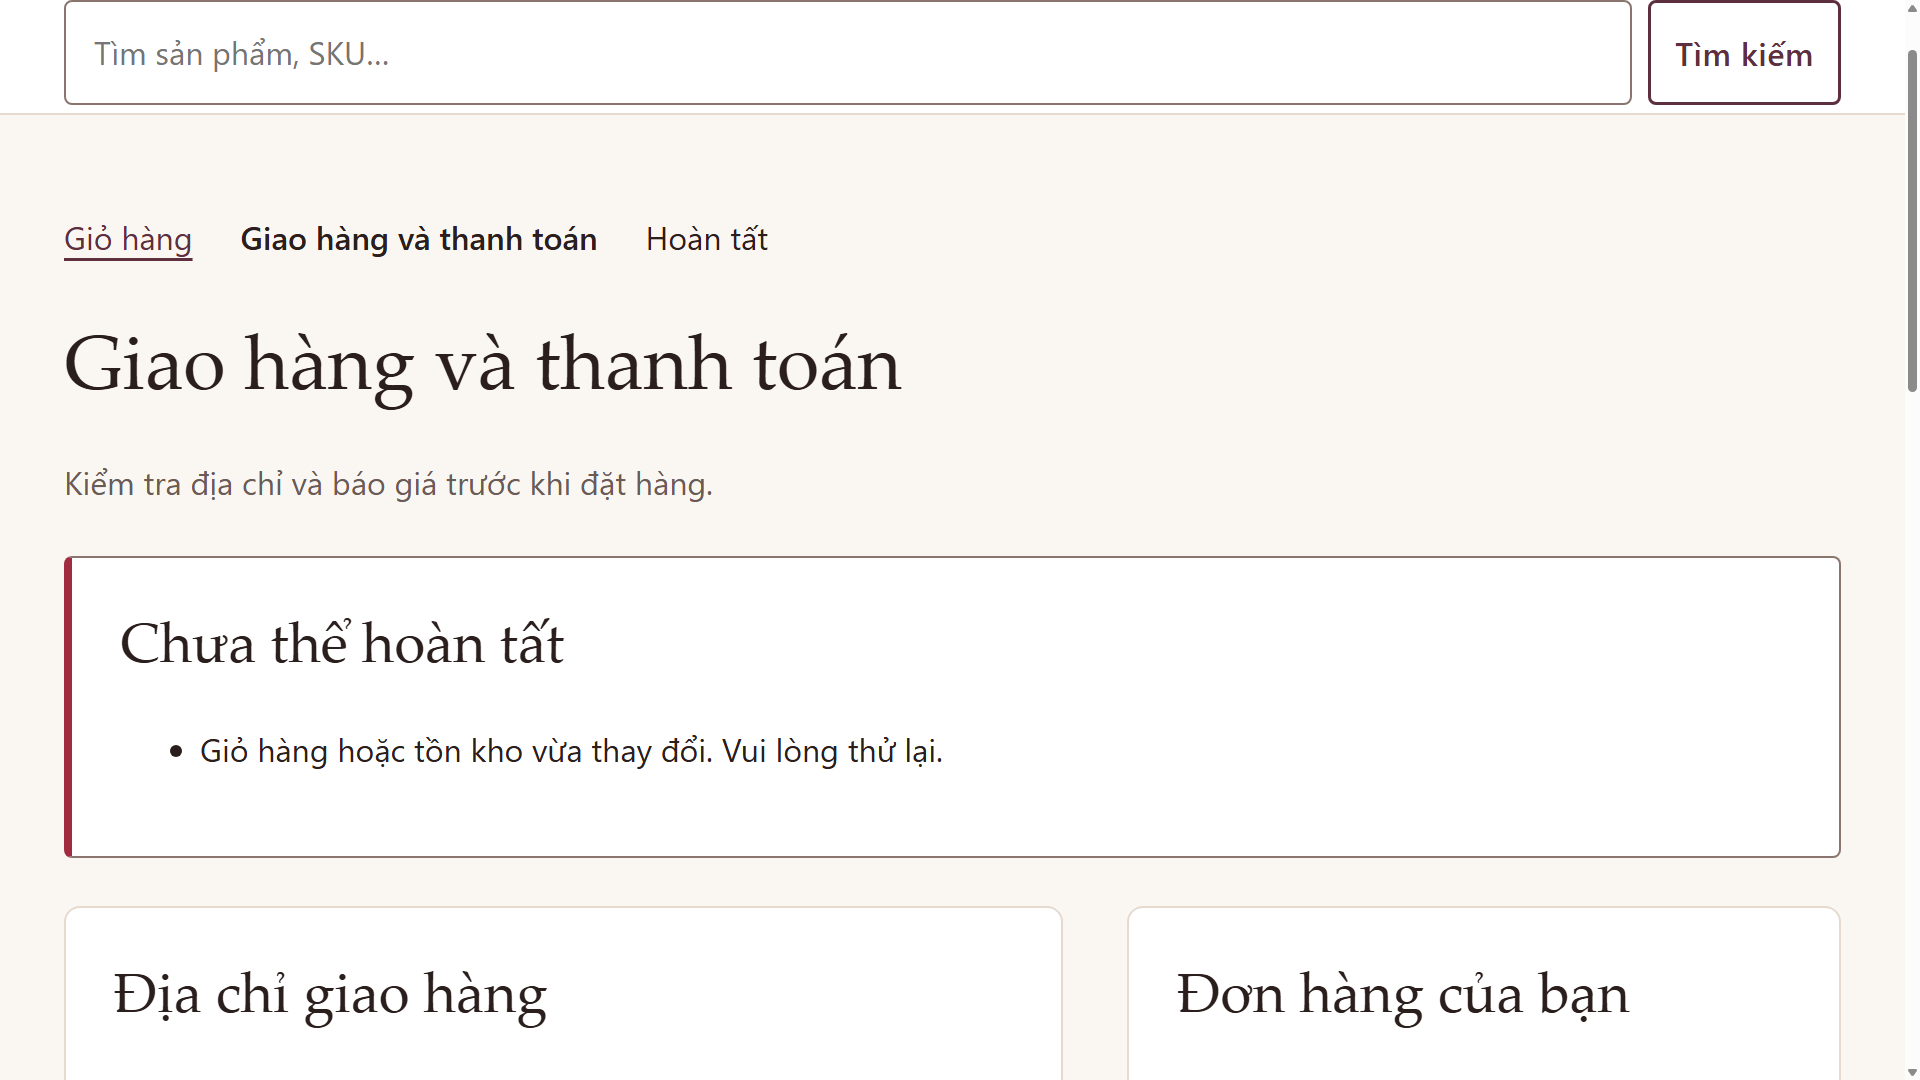 Tìm sản phẩm, SKU...
Tìm kiếm
Giỏ hàng
Giao hàng và thanh toán
Hoàn tất
Giao hàng và thanh toán
Kiểm tra địa chỉ và báo giá trước khi đặt hàng.
Chưa thể hoàn tất
Giỏ hàng hoặc tồn kho vừa thay đổi. Vui lòng thử lại.
Địa chỉ giao hàng
Đơn hàng của bạn